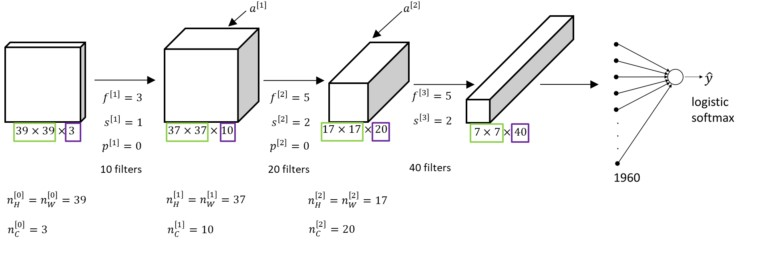 a^[1]
a^[2]
f^[1] = 3
s^[1] = 1
p^[1] = 0
10 filters
f^[2] = 5
s^[2] = 2
p^[2] = 0
20 filters
f^[3] = 5
s^[3] = 2
40 filters
39 × 39 × 3
37 × 37 × 10
17 × 17 × 20
7 × 7 × 40
ŷ
logistic
softmax
1960
n_H^[0] = n_W^[0] = 39
n_C^[0] = 3
n_H^[1] = n_W^[1] = 37
n_C^[1] = 10
n_H^[2] = n_W^[2] = 17
n_C^[2] = 20